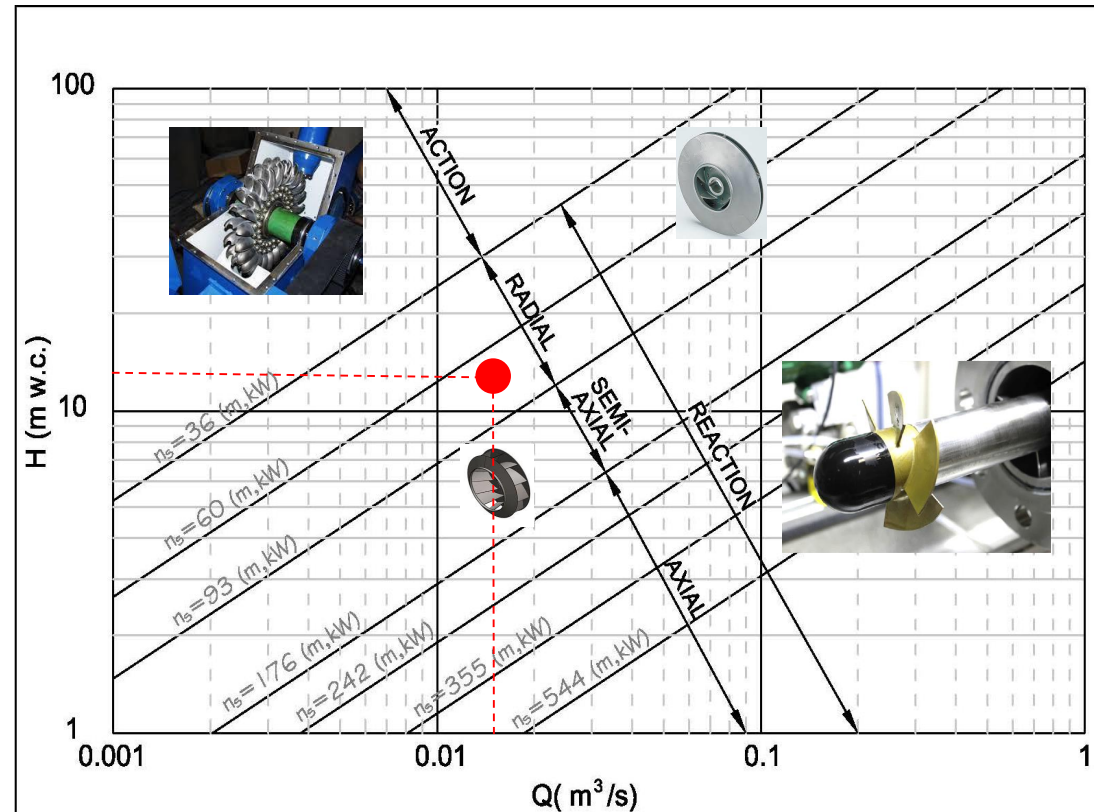 100
10
1
H (m w.c.)
0.001
0.01
0.1
1
Q( m³/s)
ACTION
RADIAL
SEMI-
AXIAL
AXIAL
REACTION
nₛ=36 (m,kW)
nₛ=60 (m,kW)
nₛ=93 (m,kW)
nₛ=176 (m,kW)
nₛ=242 (m,kW)
nₛ=355 (m,kW)
nₛ=544 (m,kW)